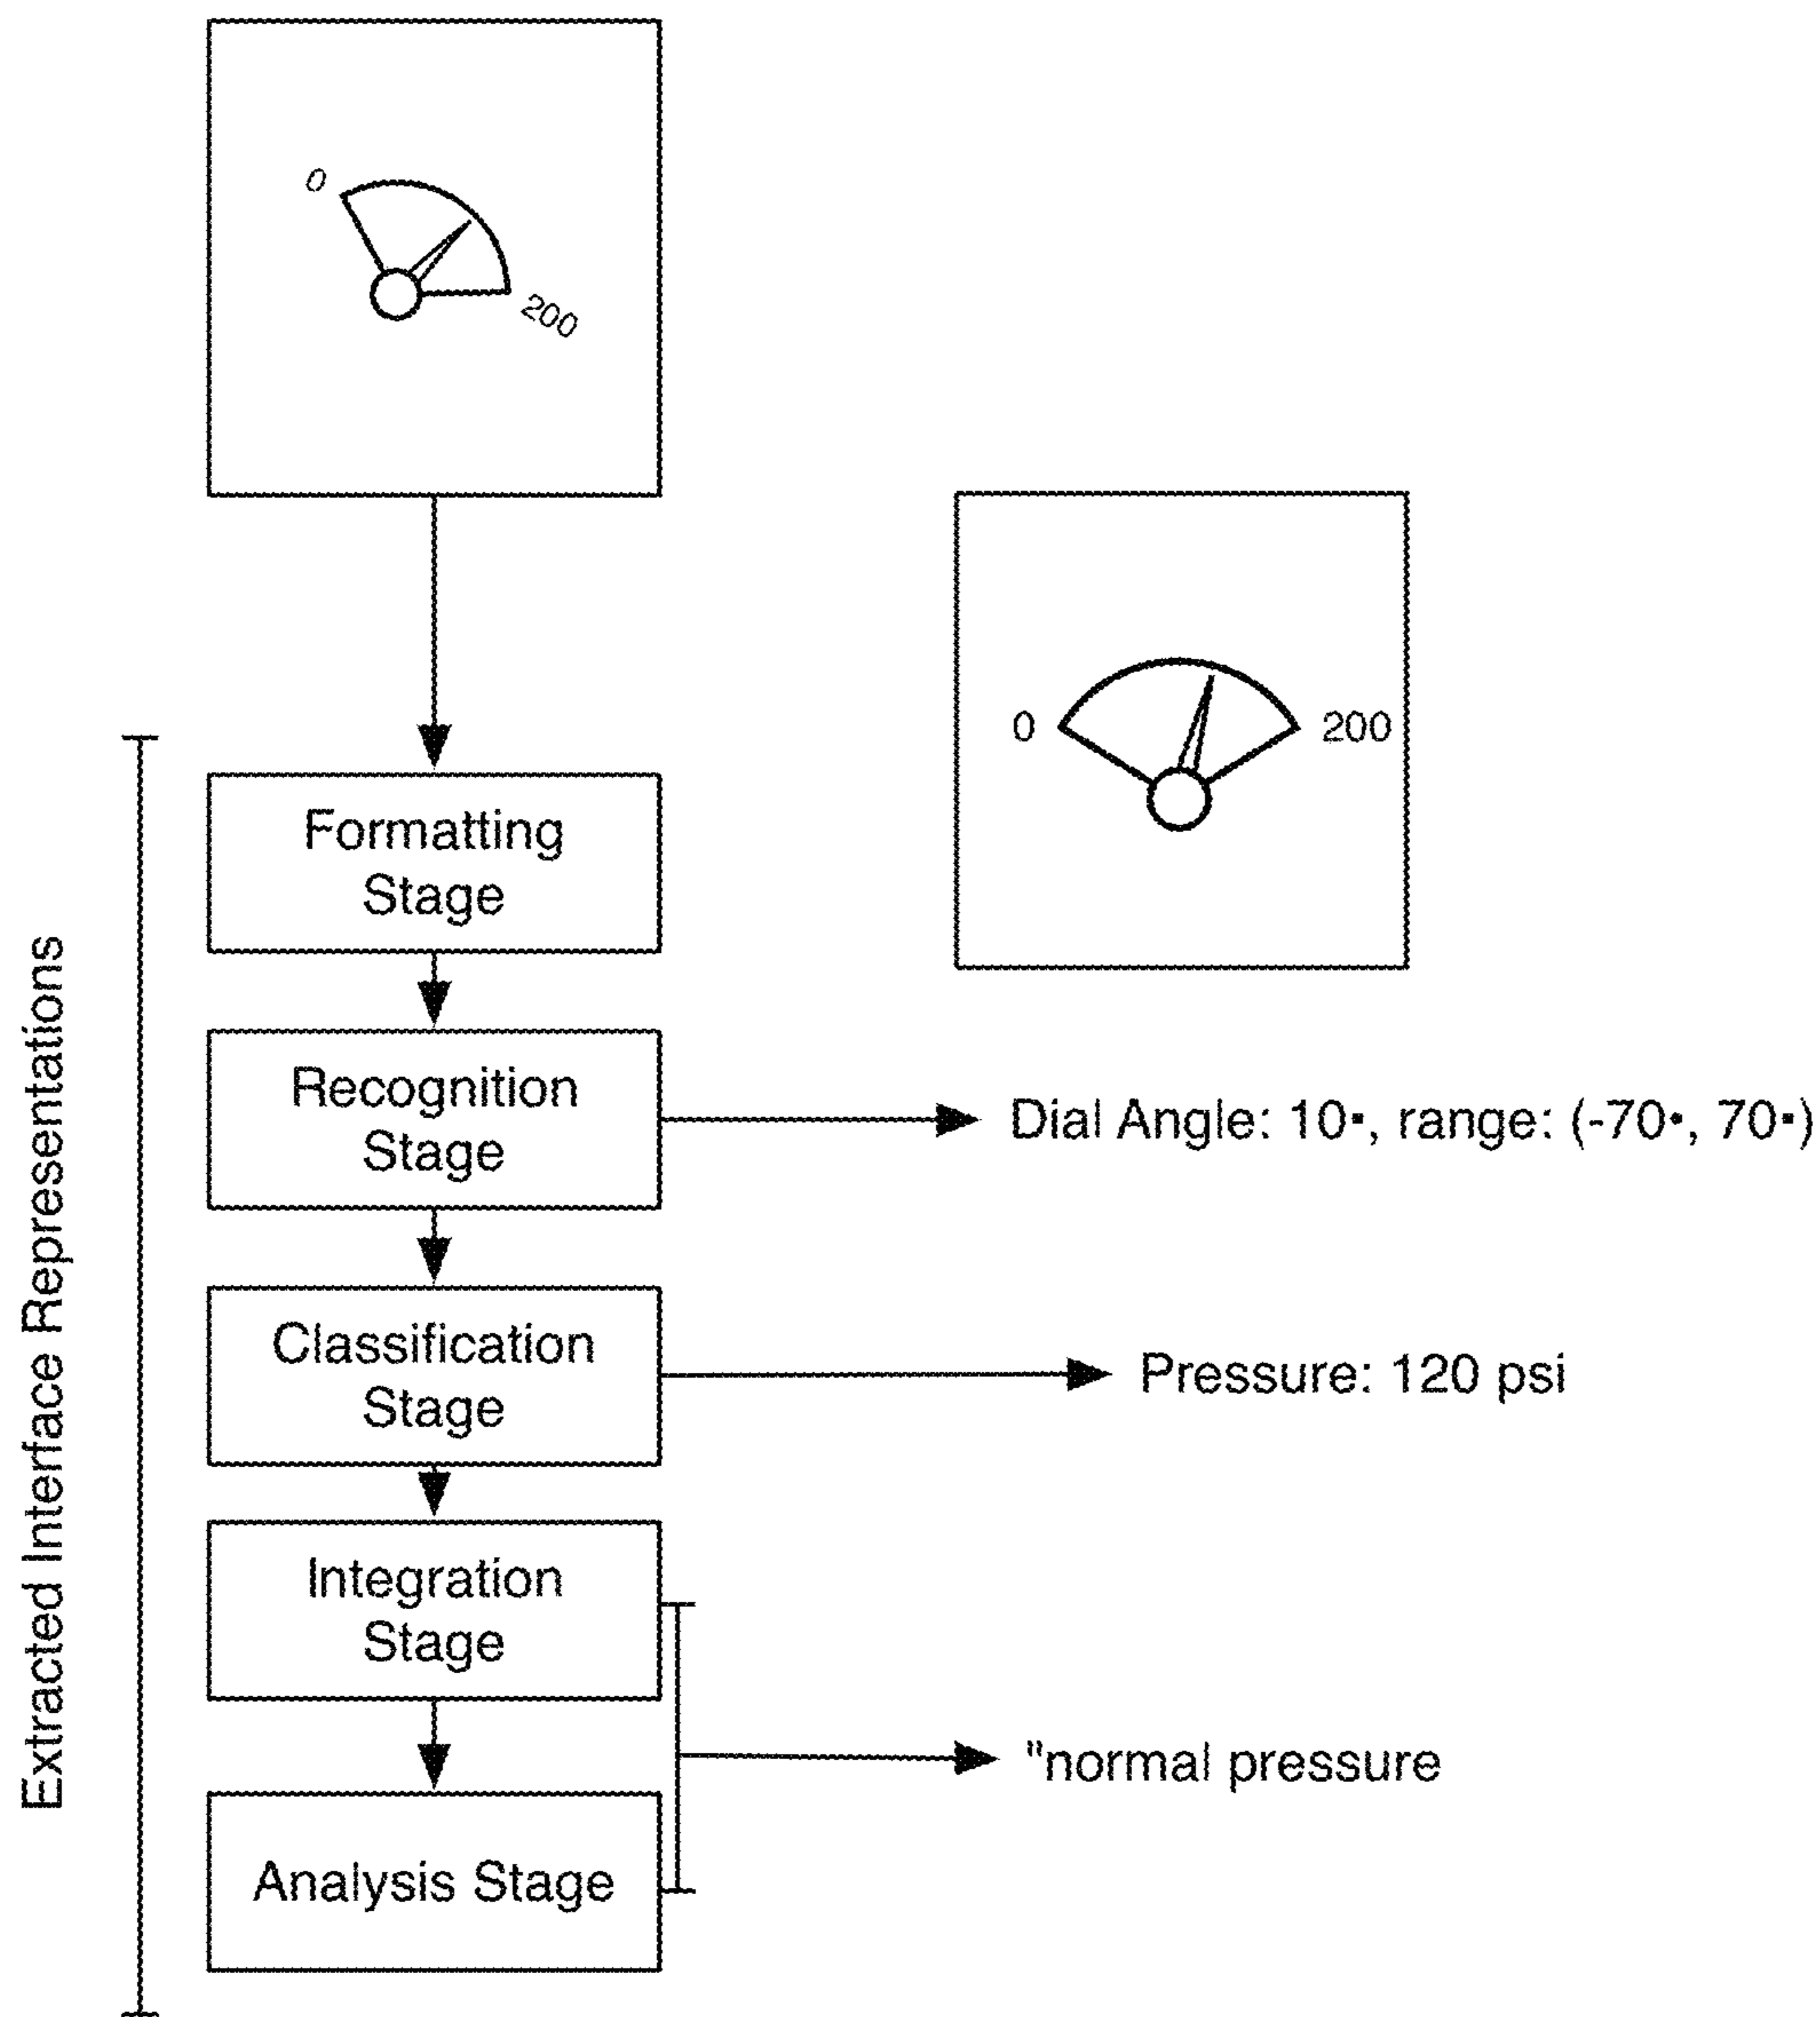 0
200
0
200
Formatting
Stage
Recognition
Stage
Dial Angle: 10▪, range: (-70▪, 70▪)
Classification
Stage
Pressure: 120 psi
Integration
Stage
"normal pressure
Analysis Stage
Extracted Interface Representations